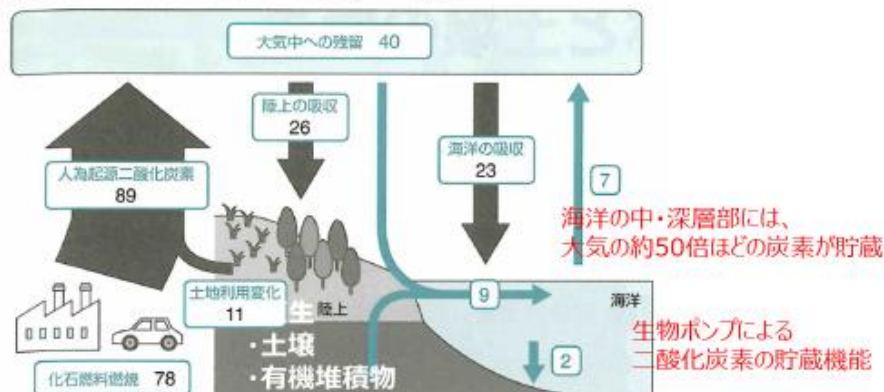 大気中への残留 40
陸上の吸収
26
海洋の吸収
23
7
人為起源二酸化炭素
89
海洋の中・深層部には、
大気の約50倍ほどの炭素が貯蔵
土地利用変化
11
生
陸上
9
海洋
・土壌
・有機堆積物
2
生物ポンプによる
二酸化炭素の貯蔵機能
化石燃料燃焼 78